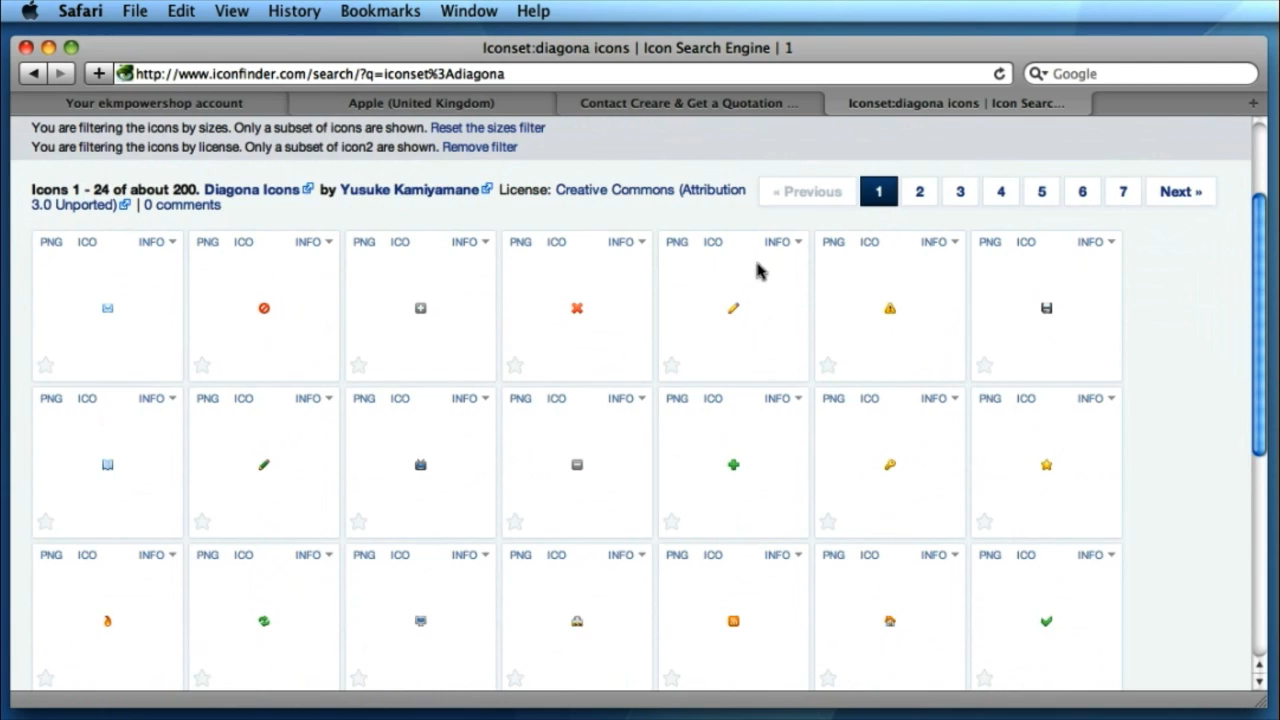 Safari File Edit View History Bookmarks Window Help
Iconset:diagona icons | Icon Search Engine | 1
http://www.iconfinder.com/search/?q=iconset%3Adiagona
Google
Your ekmpowershop account Apple (United Kingdom) Contact Creare & Get a Quotation ... Iconset:diagona icons | Icon Searc...
You are filtering the icons by sizes. Only a subset of icons are shown. Reset the sizes filter
You are filtering the icons by license. Only a subset of icon2 are shown. Remove filter
Icons 1 - 24 of about 200. Diagona Icons by Yusuke Kamiyamane License: Creative Commons (Attribution
3.0 Unported) | 0 comments
« Previous 1 2 3 4 5 6 7 Next »
PNG ICO INFO PNG ICO INFO PNG ICO INFO PNG ICO INFO PNG ICO INFO PNG ICO INFO PNG ICO INFO
PNG ICO INFO PNG ICO INFO PNG ICO INFO PNG ICO INFO PNG ICO INFO PNG ICO INFO PNG ICO INFO
PNG ICO INFO PNG ICO INFO PNG ICO INFO PNG ICO INFO PNG ICO INFO PNG ICO INFO PNG ICO INFO